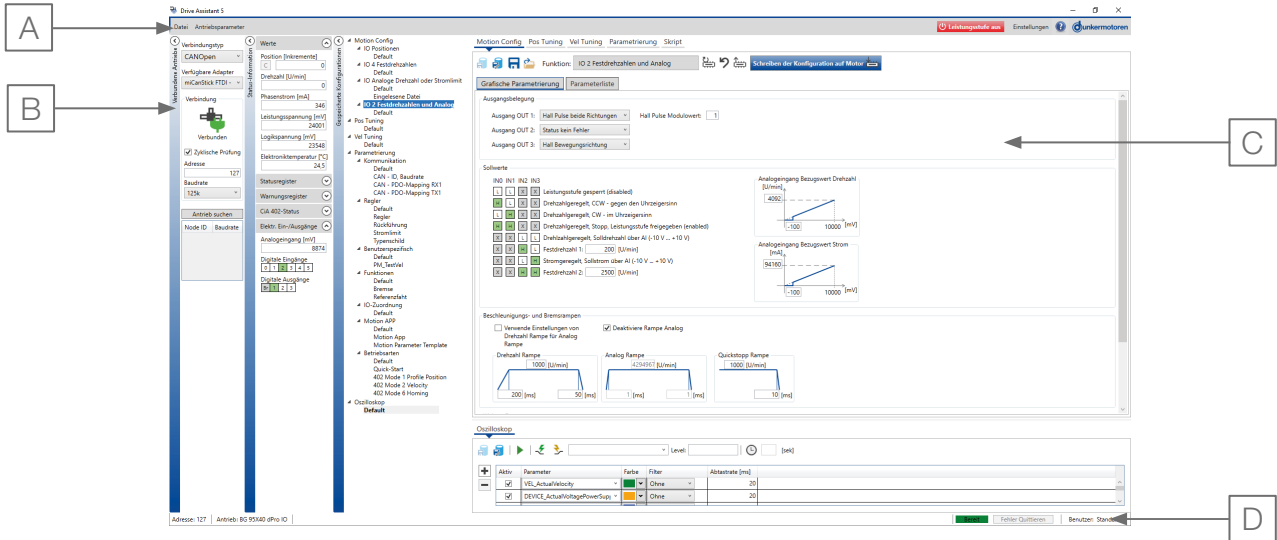 Drive Assistant 5
A
Datei Antriebsparameter
Leistungsstufe aus Einstellungen ? dunkermotoren
B
Verbundene Antriebe
Verbindungstyp
CANOpen
Verfügbare Adapter
miCanStick FTDI -
Verbindung
Verbunden
Zyklische Prüfung
Adresse
127
Baudrate
125k
Antrieb suchen
Node ID Baudrate
Status-Information
Werte
Position [Inkremente]
C 0
Drehzahl [U/min]
0
Phasenstrom [mA]
346
Leistungsspannung [mV]
24001
Logikspannung [mV]
23548
Elektroniktemperatur [°C]
24,5
Statusregister
Warnungsregister
CiA 402-Status
Elektr. Ein-/Ausgänge
Analogeingang [mV]
8874
Digitale Eingänge
0 1 2 3 4 5
Digitale Ausgänge
Br 1 2 3
Gespeicherte Konfigurationen
Motion Config
IO Positionen
Default
IO 4 Festdrehzahlen
Default
IO Analoge Drehzahl oder Stromlimit
Default
Eingelesene Datei
IO 2 Festdrehzahlen und Analog
Default
Pos Tuning
Default
Vel Tuning
Default
Parametrierung
Kommunikation
Default
CAN - ID, Baudrate
CAN - PDO-Mapping RX1
CAN - PDO-Mapping TX1
Regler
Default
Regler
Rückführung
Stromlimit
Typenschild
Benutzerspezifisch
Default
PM_TextVel
Funktionen
Default
Bremse
Referenzfaht
IO-Zuordnung
Default
Motion APP
Default
Motion App
Motion Parameter Template
Betriebsarten
Default
Quick-Start
402 Mode 1 Profile Position
402 Mode 2 Velocity
402 Mode 6 Homing
Oszilloskop
Default
Motion Config Pos Tuning Vel Tuning Parametrierung Skript
Funktion: IO 2 Festdrehzahlen und Analog Schreiben der Konfiguration auf Motor
Grafische Parametrierung Parameterliste
C
Ausgangsbelegung
Ausgang OUT 1: Hall Pulse beide Richtungen Hall Pulse Modulowert: 1
Ausgang OUT 2: Status kein Fehler
Ausgang OUT 3: Hall Bewegungsrichtung
Sollwerte
IN0 IN1 IN2 IN3
L L X X Leistungsstufe gesperrt (disabled)
H L X X Drehzahlgeregelt, CCW - gegen den Uhrzeigersinn
L H X X Drehzahlgeregelt, CW - im Uhrzeigersinn
H H X X Drehzahlgeregelt, Stopp, Leistungsstufe freigegeben (enabled)
X X L L Drehzahlgeregelt, Solldrehzahl über AI (-10 V ... +10 V)
X X H L Festdrehzahl 1: 200 [U/min]
X X L H Stromgeregelt, Sollstrom über AI (-10 V ... +10 V)
X X H H Festdrehzahl 2: 2500 [U/min]
Analogeingang Bezugswert Drehzahl
[U/min]
4092
-100 10000 [mV]
Analogeingang Bezugswert Strom
[mA]
94160
-100 10000 [mV]
Beschleunigungs- und Bremsrampen
Verwende Einstellungen von Drehzahl Rampe für Analog Rampe
Deaktiviere Rampe Analog
Drehzahl Rampe
1000 [U/min]
200 [ms] 50 [ms]
Analog Rampe
4294967 [U/min]
1 [ms] 1 [ms]
Quickstopp Rampe
1000 [U/min]
10 [ms]
Oszilloskop
Level: [sek]
Aktiv Parameter Farbe Filter Abtastrate [ms]
VEL_ActualVelocity Ohne 20
DEVICE_ActualVoltagePowerSupp Ohne 20
D
Adresse: 127 Antrieb: BG 95X40 dPro IO
Bereit Fehler Quittieren Benutzer: